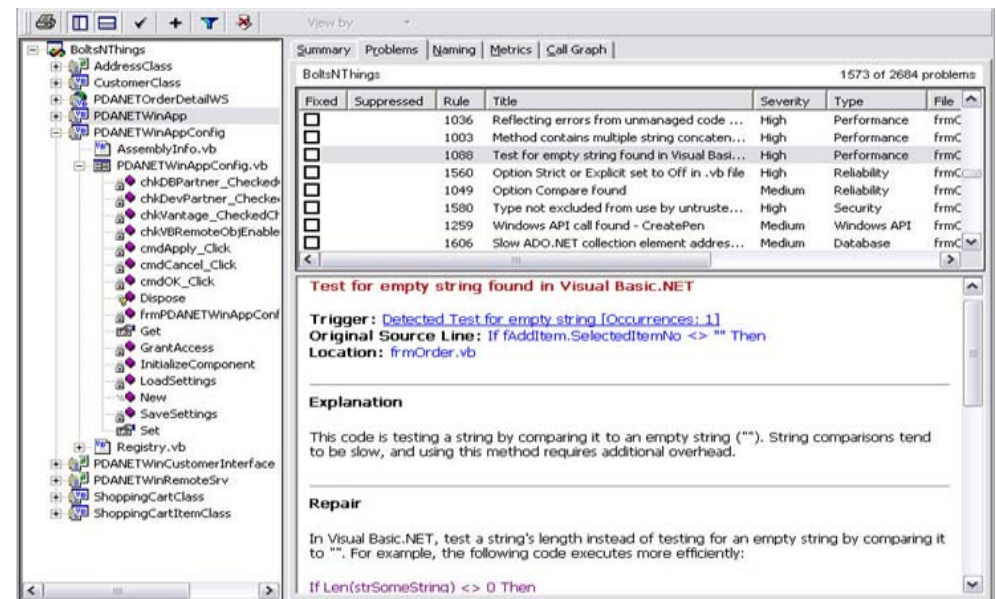 View by
BoltsNThings
AddressClass
CustomerClass
PDANETOrderDetailWS
PDANETWinApp
PDANETWinAppConfig
AssemblyInfo.vb
PDANETWinAppConfig.vb
chkDBPartner_Checked
chkDevPartner_Checke
chkVantage_CheckedCh
chkVBRemoteObjEnable
cmdApply_Click
cmdCancel_Click
cmdOK_Click
Dispose
frmPDANETWinAppConf
Get
GrantAccess
InitializeComponent
LoadSettings
New
SaveSettings
Set
Registry.vb
PDANETWinCustomerInterface
PDANETWinRemoteSrv
ShoppingCartClass
ShoppingCartItemClass
Summary Problems Naming Metrics Call Graph
BoltsNThings 1573 of 2684 problems
Fixed Suppressed Rule Title Severity Type File
1036 Reflecting errors from unmanaged code ... High Performance frmC
1003 Method contains multiple string concaten... High Performance frmC
1088 Test for empty string found in Visual Basi... High Performance frmC
1560 Option Strict or Explicit set to Off in .vb file High Reliability frmC
1049 Option Compare found Medium Reliability frmC
1580 Type not excluded from use by untruste... High Security frmC
1259 Windows API call found - CreatePen Medium Windows API frmC
1606 Slow ADO.NET collection element addres... Medium Database frmC
Test for empty string found in Visual Basic.NET
Trigger: Detected Test for empty string [Occurrences: 1]
Original Source Line: If fAddItem.SelectedItemNo <> "" Then
Location: frmOrder.vb
Explanation
This code is testing a string by comparing it to an empty string (""). String comparisons tend
to be slow, and using this method requires additional overhead.
Repair
In Visual Basic.NET, test a string's length instead of testing for an empty string by comparing it
to "". For example, the following code executes more efficiently:
If Len(strSomeString) <> 0 Then